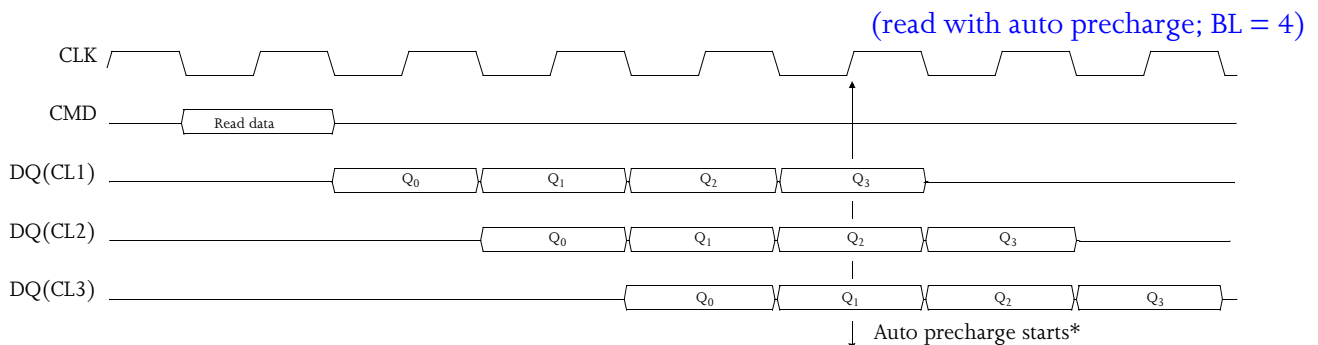 (read with auto precharge; BL = 4)
CLK
CMD
Read data
DQ(CL1)
Q₀ Q₁ Q₂ Q₃
DQ(CL2)
Q₀ Q₁ Q₂ Q₃
DQ(CL3)
Q₀ Q₁ Q₂ Q₃
Auto precharge starts*